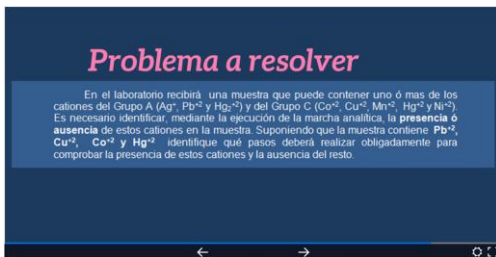 Problema a resolver
En el laboratorio recibirá una muestra que puede contener uno ó mas de los
cationes del Grupo A (Ag⁺, Pb⁺² y Hg₂⁺²) y del Grupo C (Co⁺², Cu⁺², Mn⁺², Hg⁺² y Ni⁺²).
Es necesario identificar, mediante la ejecución de la marcha analítica, la presencia ó
ausencia de estos cationes en la muestra. Suponiendo que la muestra contiene Pb⁺²,
Cu⁺², Co⁺² y Hg⁺² identifique qué pasos deberá realizar obligadamente para
comprobar la presencia de estos cationes y la ausencia del resto.